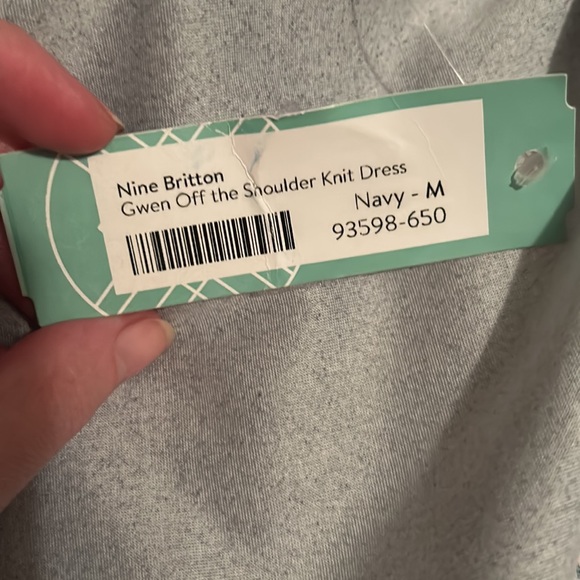 Nine Britton
Gwen Off the Shoulder Knit Dress
Navy - M
93598-650